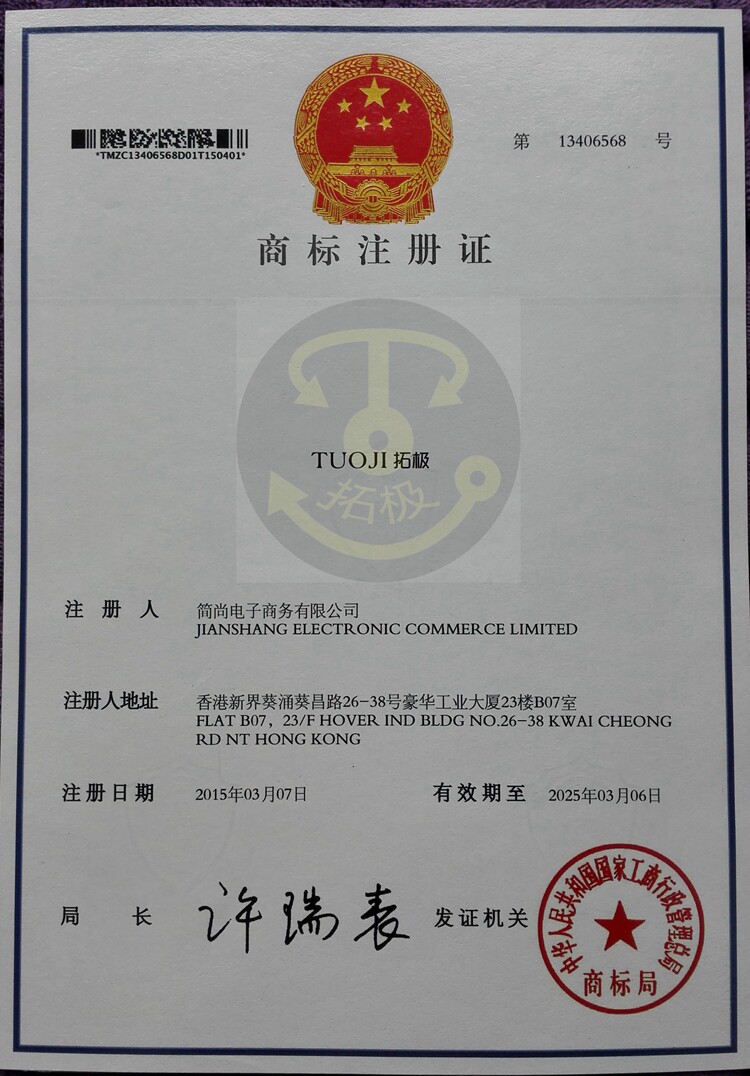 *TMZC13406568D01T150401*
第 13406568 号
商标注册证
TUOJI 拓极
拓极
注册人 简尚电子商务有限公司
JIANSHANG ELECTRONIC COMMERCE LIMITED
注册人地址 香港新界葵涌葵昌路26-38号豪华工业大厦23楼B07室
FLAT B07, 23/F HOVER IND BLDG NO.26-38 KWAI CHEONG
RD NT HONG KONG
注册日期 2015年03月07日 有效期至 2025年03月06日
局长 许瑞表 发证机关
中华人民共和国国家工商行政管理总局
商标局